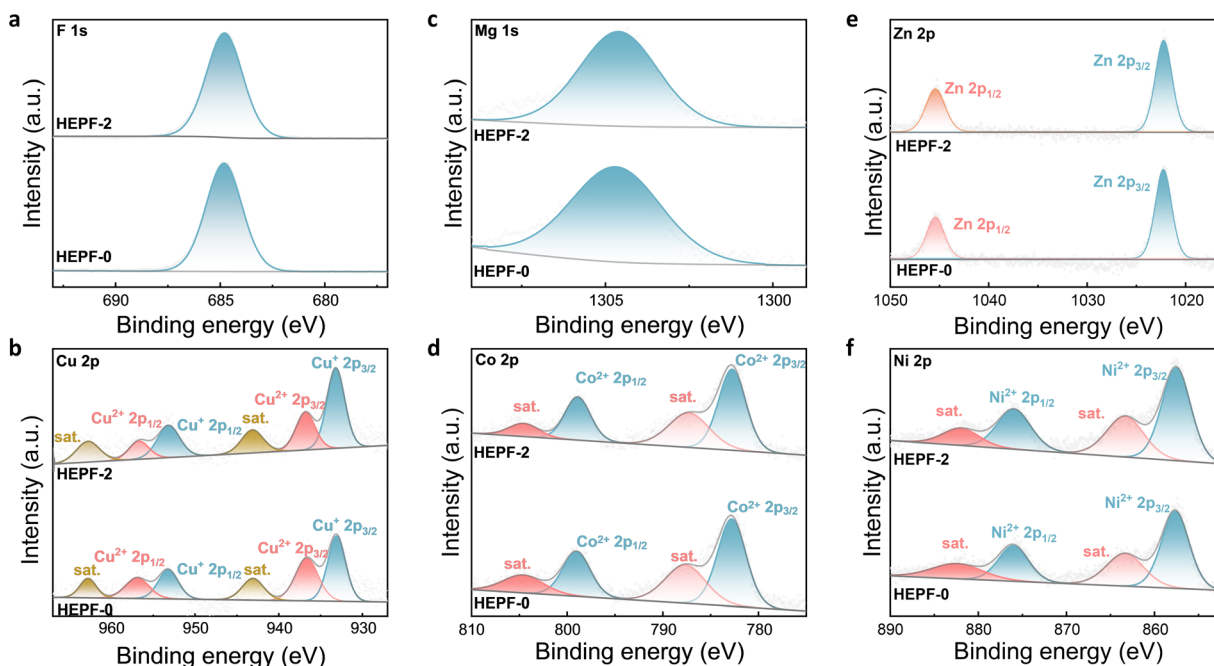 a
F 1s
HEPF-2
HEPF-0
Intensity (a.u.)
690 685 680
Binding energy (eV)
c
Mg 1s
HEPF-2
HEPF-0
Intensity (a.u.)
1305 1300
Binding energy (eV)
e
Zn 2p
Zn 2p3/2
Zn 2p1/2
HEPF-2
Zn 2p3/2
Zn 2p1/2
HEPF-0
Intensity (a.u.)
1050 1040 1030 1020
Binding energy (eV)
b
Cu 2p
Cu+ 2p3/2
Cu2+ 2p3/2
sat. Cu2+ 2p1/2 Cu+ 2p1/2 sat.
HEPF-2
Cu+ 2p3/2
Cu2+ 2p1/2 Cu2+ 2p3/2
sat. Cu+ 2p1/2 sat.
HEPF-0
Intensity (a.u.)
960 950 940 930
Binding energy (eV)
d
Co 2p
Co2+ 2p3/2
Co2+ 2p1/2
sat. sat.
HEPF-2
Co2+ 2p3/2
Co2+ 2p1/2
sat. sat.
HEPF-0
Intensity (a.u.)
810 800 790 780
Binding energy (eV)
f
Ni 2p
Ni2+ 2p3/2
Ni2+ 2p1/2
sat. sat.
HEPF-2
Ni2+ 2p3/2
Ni2+ 2p1/2
sat. sat.
HEPF-0
Intensity (a.u.)
890 880 870 860
Binding energy (eV)